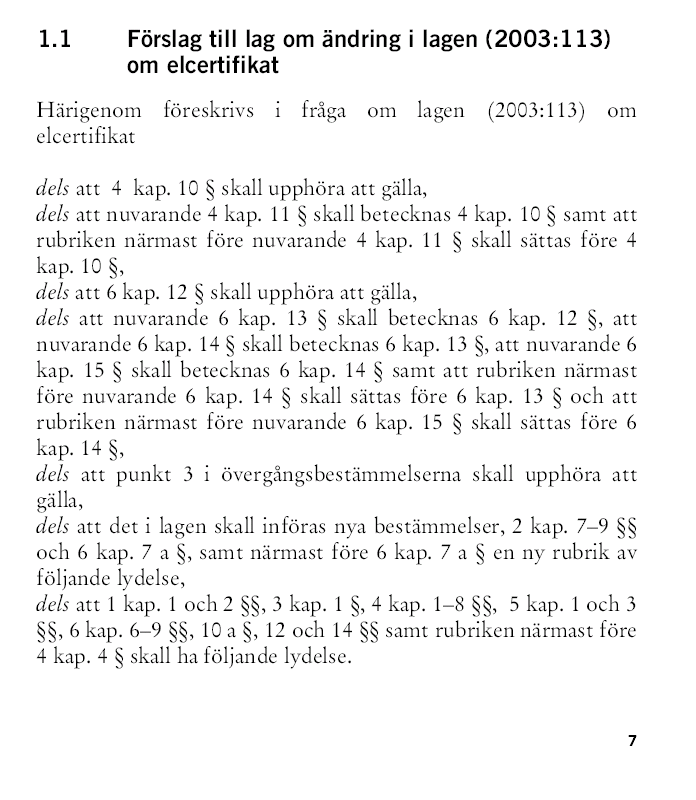 1.1 Förslag till lag om ändring i lagen (2003:113)
om elcertifikat
Härigenom föreskrivs i fråga om lagen (2003:113) om
elcertifikat
dels att 4 kap. 10 § skall upphöra att gälla,
dels att nuvarande 4 kap. 11 § skall betecknas 4 kap. 10 § samt att
rubriken närmast före nuvarande 4 kap. 11 § skall sättas före 4
kap. 10 §,
dels att 6 kap. 12 § skall upphöra att gälla,
dels att nuvarande 6 kap. 13 § skall betecknas 6 kap. 12 §, att
nuvarande 6 kap. 14 § skall betecknas 6 kap. 13 §, att nuvarande 6
kap. 15 § skall betecknas 6 kap. 14 § samt att rubriken närmast
före nuvarande 6 kap. 14 § skall sättas före 6 kap. 13 § och att
rubriken närmast före nuvarande 6 kap. 15 § skall sättas före 6
kap. 14 §,
dels att punkt 3 i övergångsbestämmelserna skall upphöra att
gälla,
dels att det i lagen skall införas nya bestämmelser, 2 kap. 7–9 §§
och 6 kap. 7 a §, samt närmast före 6 kap. 7 a § en ny rubrik av
följande lydelse,
dels att 1 kap. 1 och 2 §§, 3 kap. 1 §, 4 kap. 1–8 §§, 5 kap. 1 och 3
§§, 6 kap. 6–9 §§, 10 a §, 12 och 14 §§ samt rubriken närmast före
4 kap. 4 § skall ha följande lydelse.
7